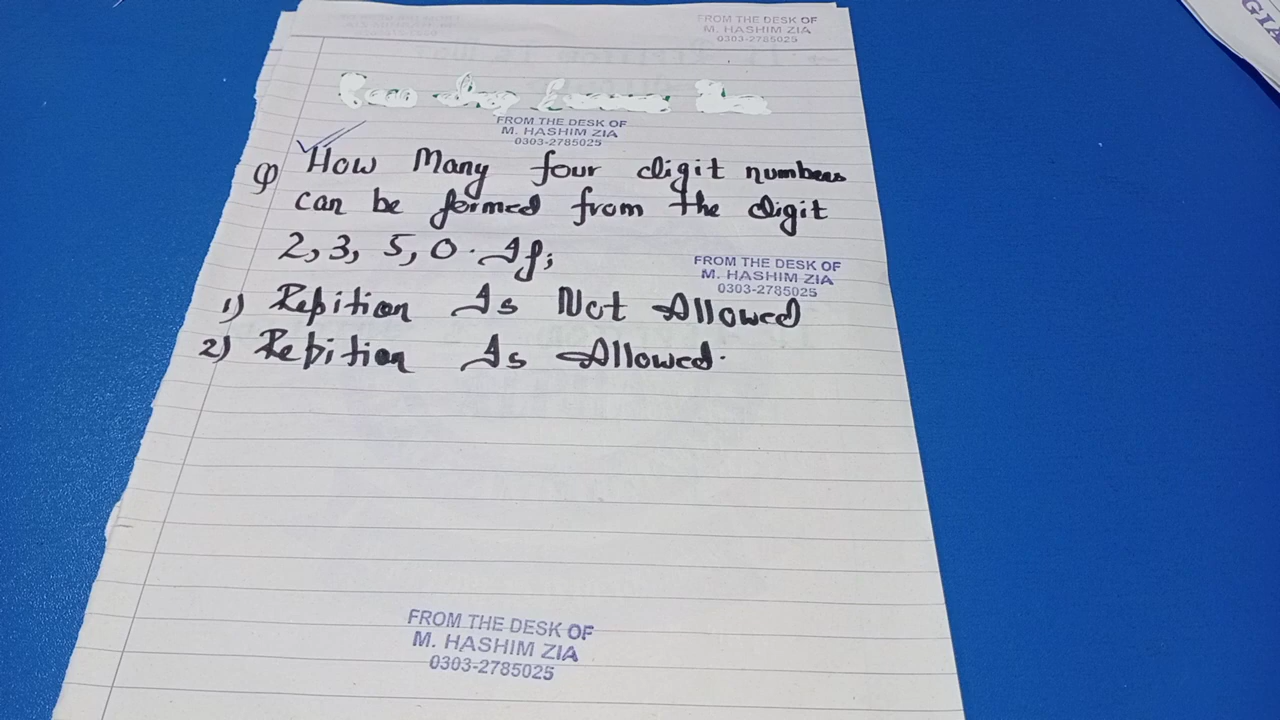 FROM THE DESK OF
M. HASHIM ZIA
0303-2785025
FROM THE DESK OF
M. HASHIM ZIA
0303-2785025
Q How Many four digit numbers
can be formed from the digit
2, 3, 5, 0. If;
FROM THE DESK OF
M. HASHIM ZIA
0303-2785025
1) Repition Is Not Allowed
2) Repition Is Allowed.
FROM THE DESK OF
M. HASHIM ZIA
0303-2785025
GIA